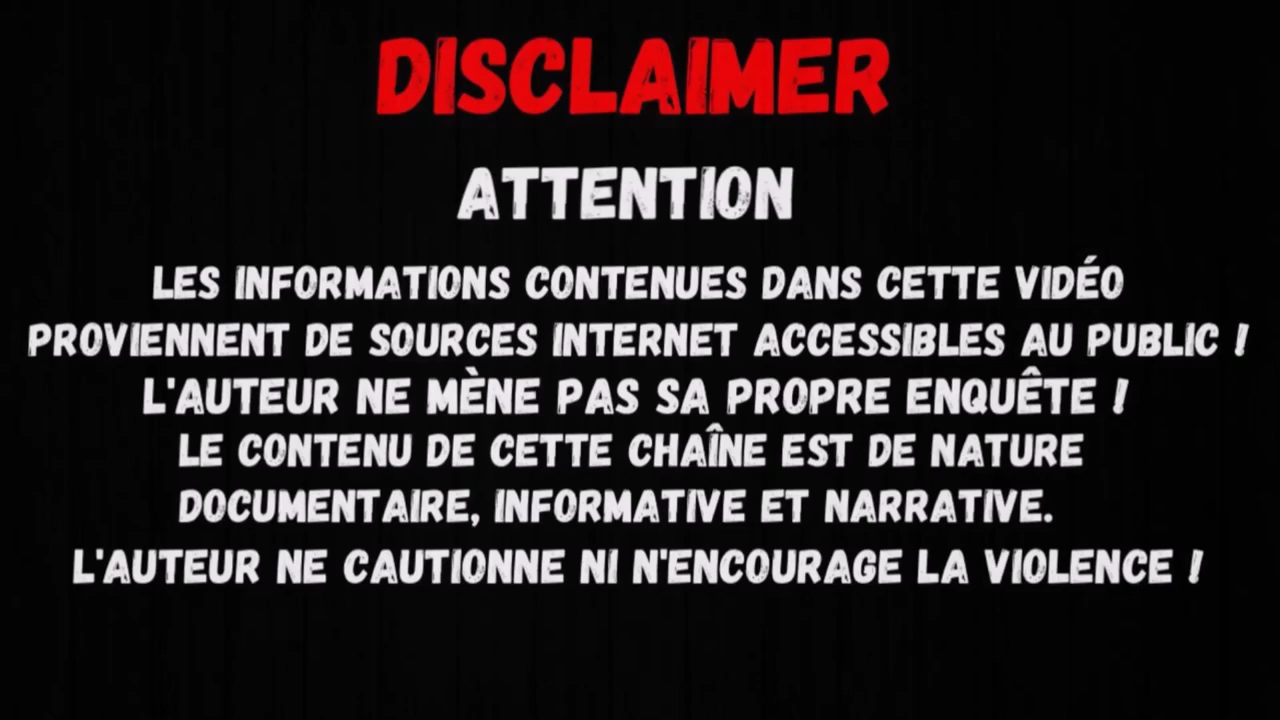 DISCLAIMER
ATTENTION
LES INFORMATIONS CONTENUES DANS CETTE VIDÉO
PROVIENNENT DE SOURCES INTERNET ACCESSIBLES AU PUBLIC !
L'AUTEUR NE MÈNE PAS SA PROPRE ENQUÊTE !
LE CONTENU DE CETTE CHAÎNE EST DE NATURE
DOCUMENTAIRE, INFORMATIVE ET NARRATIVE.
L'AUTEUR NE CAUTIONNE NI N'ENCOURAGE LA VIOLENCE !